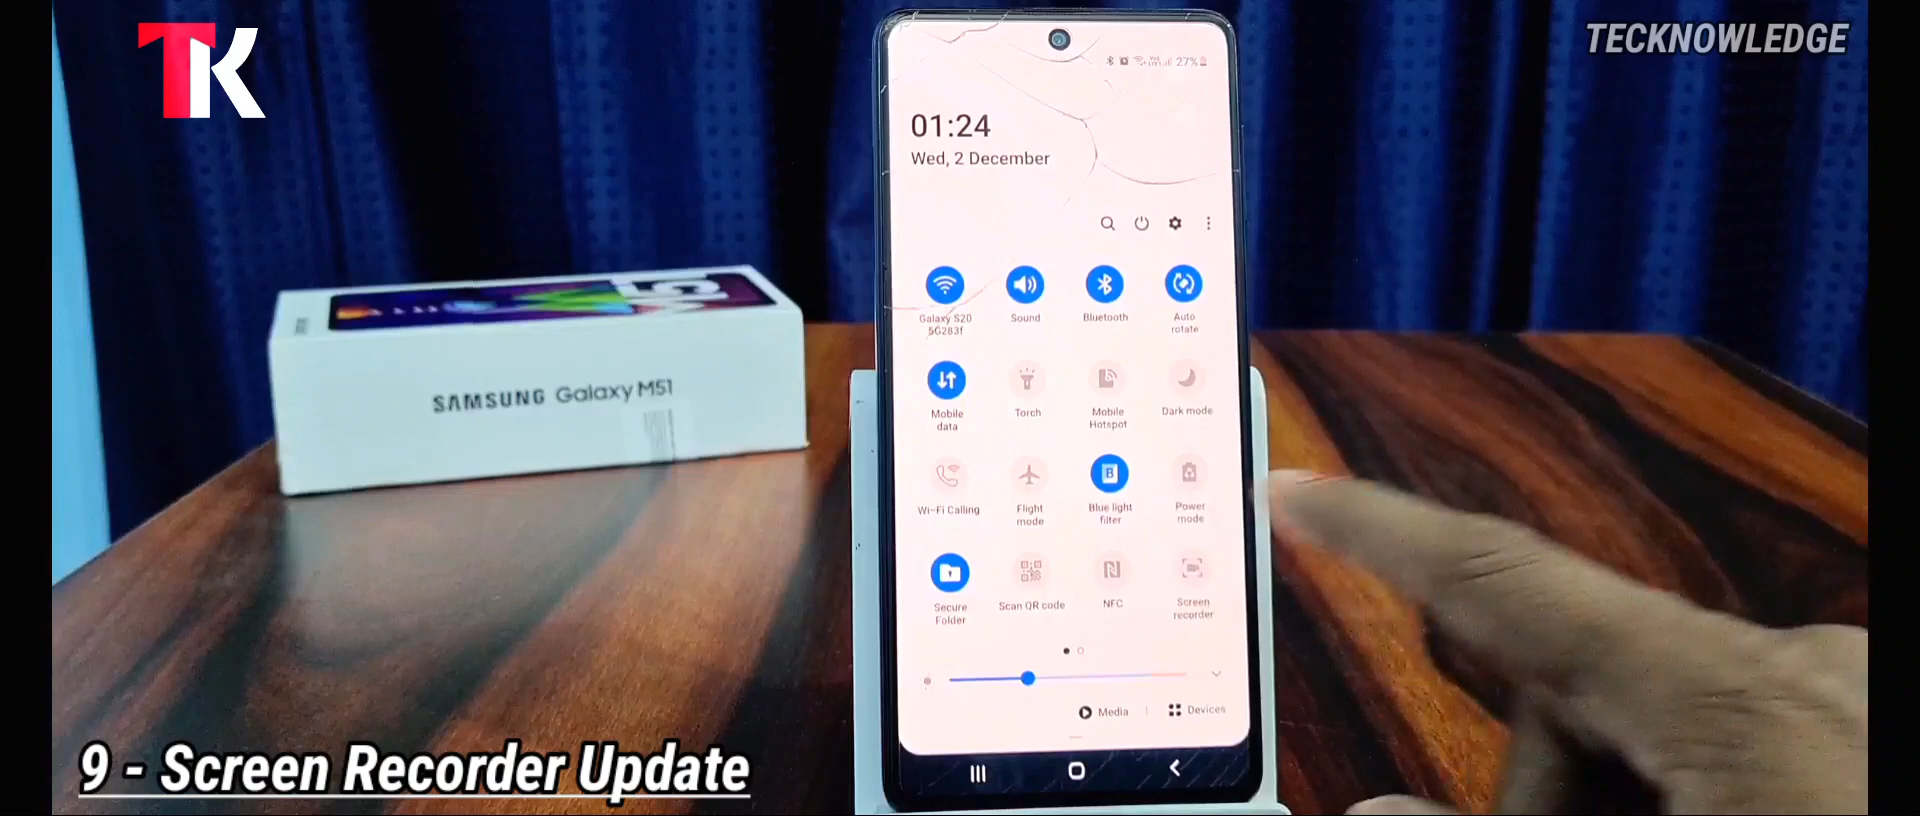 TK
TECKNOWLEDGE
27%
01:24
Wed, 2 December
Galaxy S20
5G283f
Sound
Bluetooth
Auto
rotate
Mobile
data
Torch
Mobile
Hotspot
Dark mode
Wi-Fi Calling
Flight
mode
B
Blue light
filter
Power
mode
Secure
Folder
Scan QR code
NFC
Screen
recorder
Media
Devices
SAMSUNG Galaxy M51
9 - Screen Recorder Update